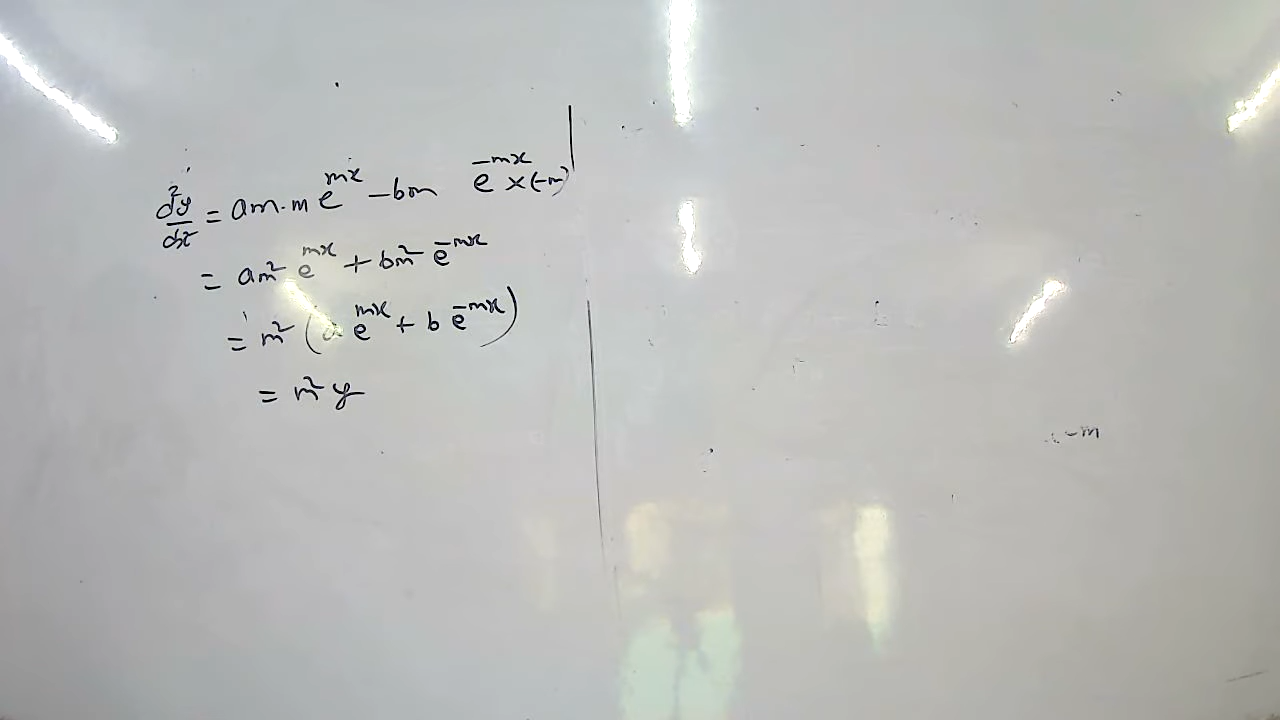 d²y/dx² = am·m e^mx − bm e^−mx × (−m)
= am² e^mx + bm² e^−mx
= m² (a e^mx + b e^−mx)
= m² y
−m